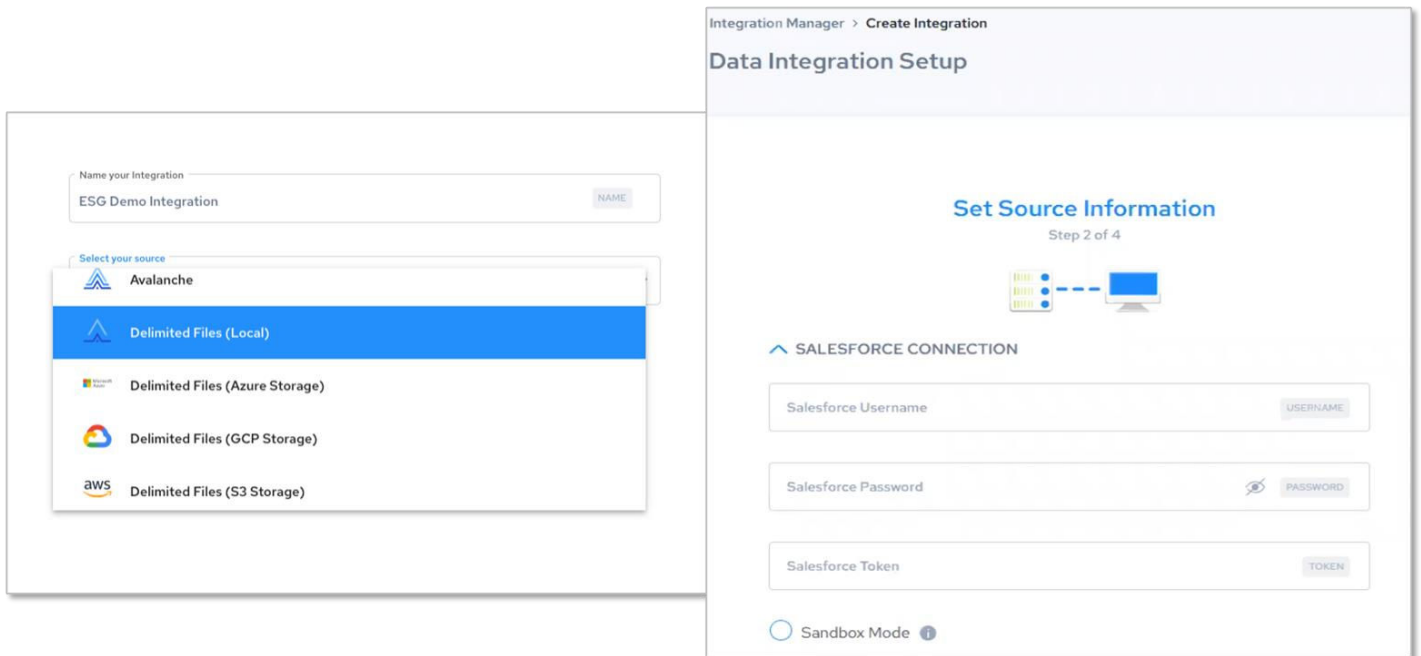 Name your Integration
ESG Demo Integration
NAME
Select your source
Avalanche
Delimited Files (Local)
Microsoft
Azure
Delimited Files (Azure Storage)
Delimited Files (GCP Storage)
aws
Delimited Files (S3 Storage)
Integration Manager > Create Integration
Data Integration Setup
Set Source Information
Step 2 of 4
SALESFORCE CONNECTION
Salesforce Username
USERNAME
Salesforce Password
PASSWORD
Salesforce Token
TOKEN
Sandbox Mode